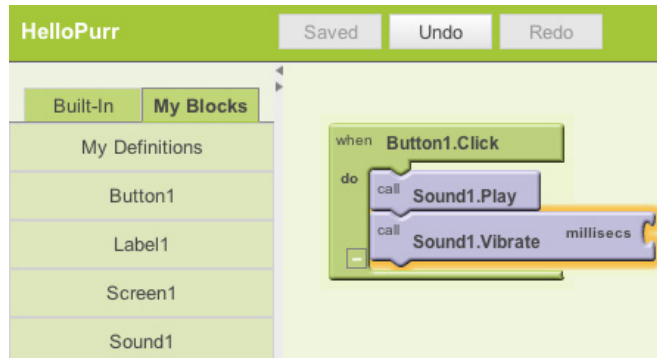 HelloPurr Saved Undo Redo
Built-In My Blocks
My Definitions
Button1
Label1
Screen1
Sound1
when Button1.Click
do
call Sound1.Play
call Sound1.Vibrate millisecs